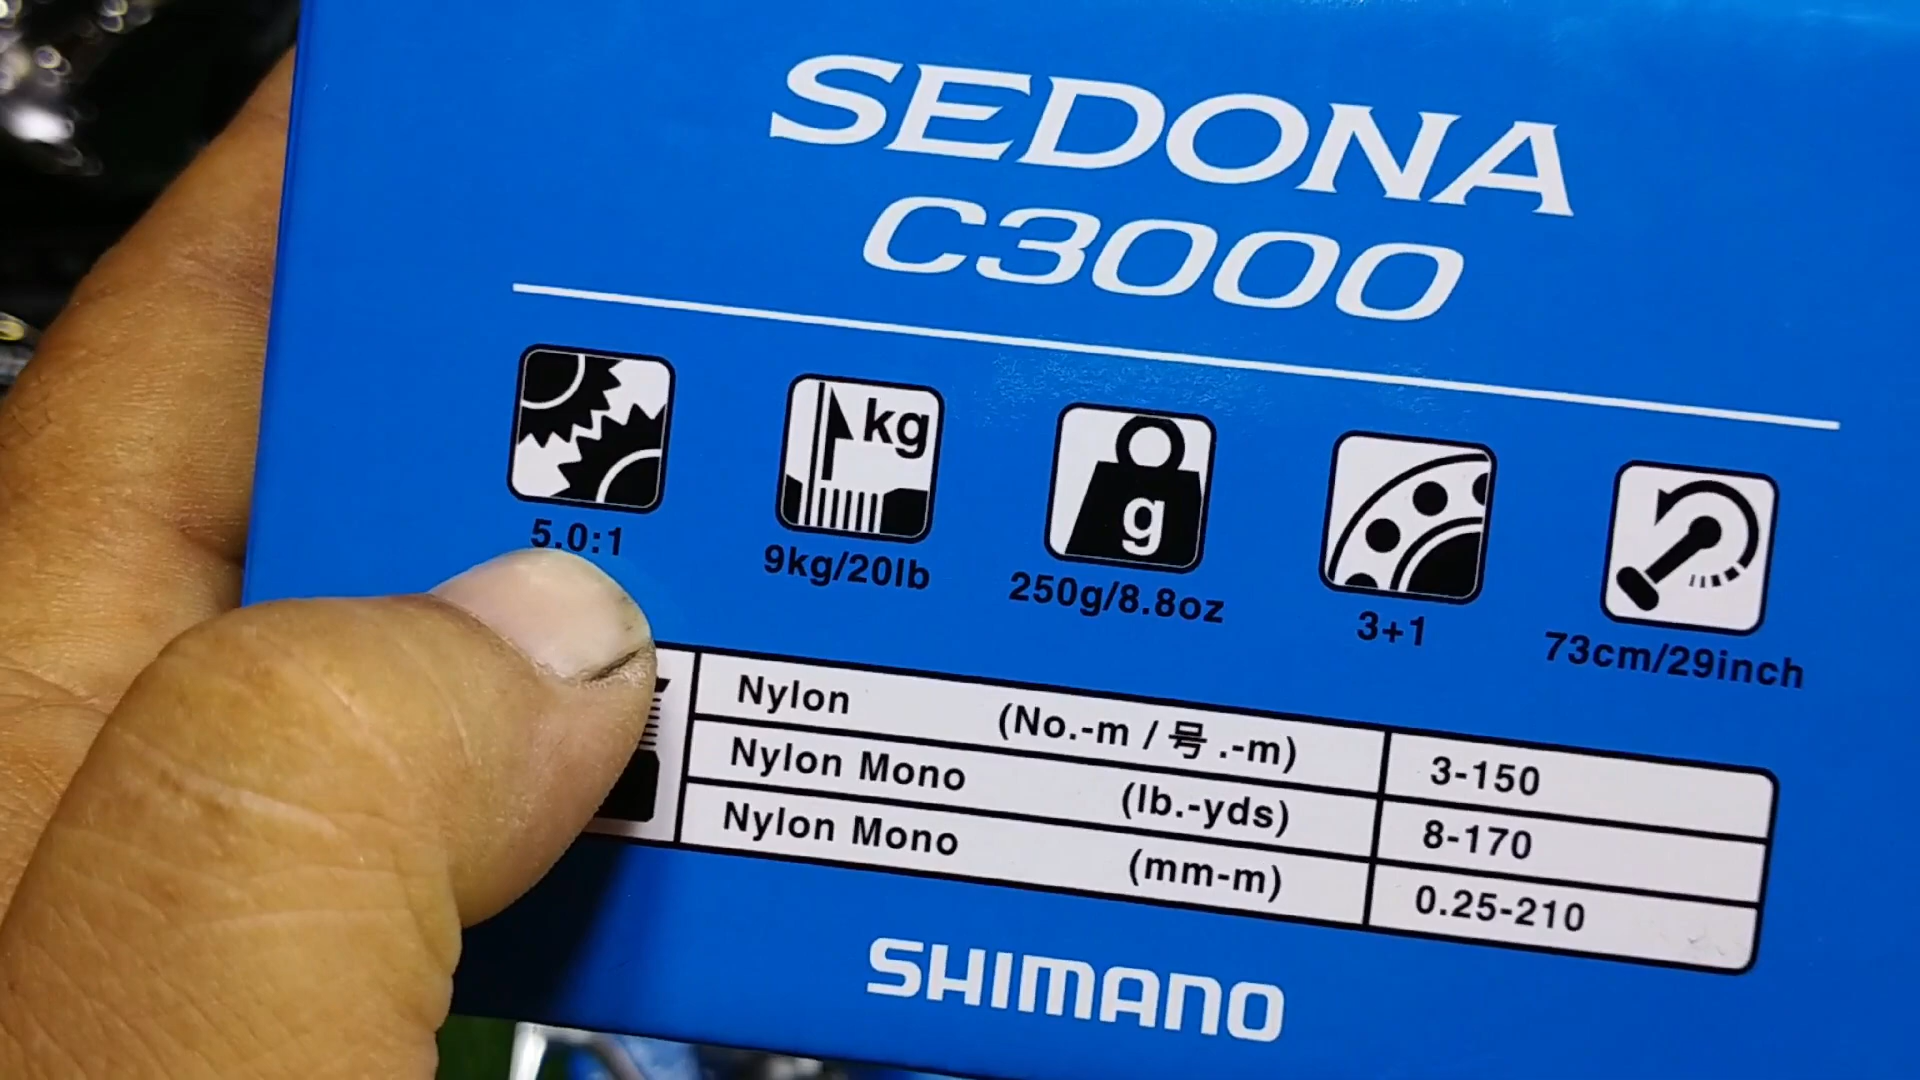 SEDONA
C3000
kg
g
5.0:1
9kg/20lb
250g/8.8oz
3+1
73cm/29inch
Nylon (No.-m / 号.-m) 3-150
Nylon Mono (lb.-yds) 8-170
Nylon Mono (mm-m) 0.25-210
SHIMANO